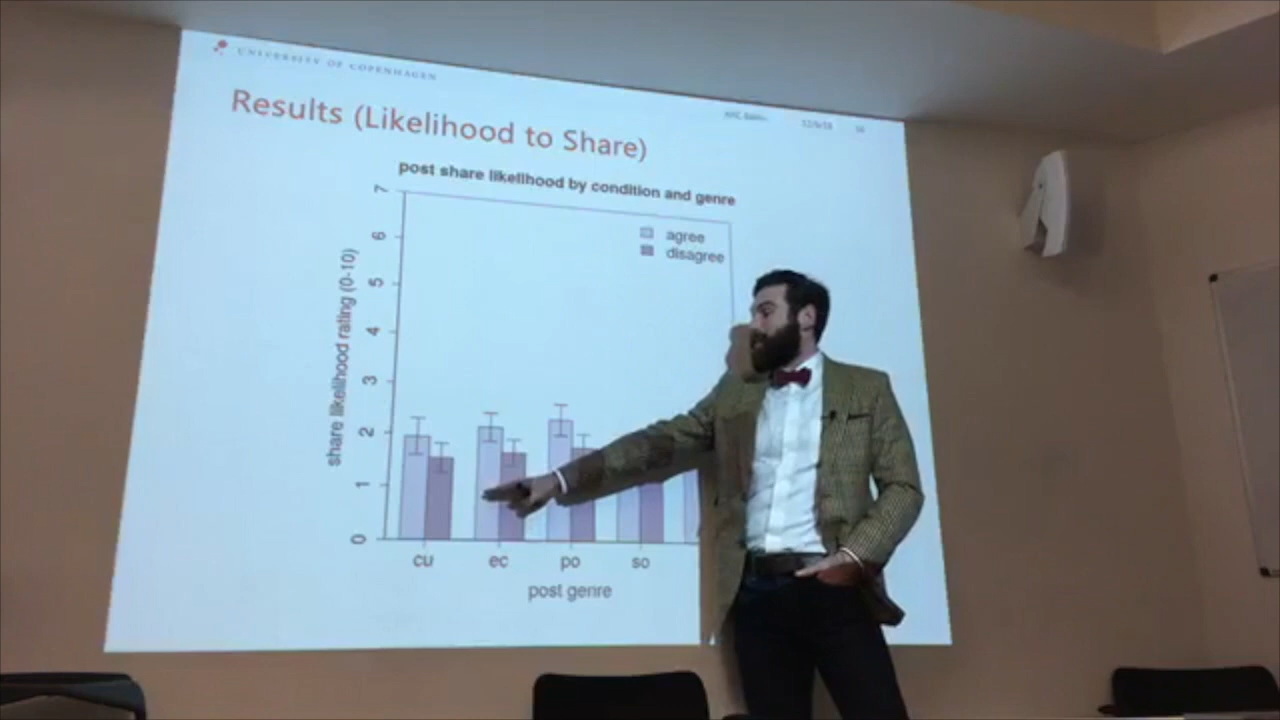 UNIVERSITY OF COPENHAGEN
Results (Likelihood to Share)
post share likelihood by condition and genre
agree
disagree
share likelihood rating (0-10)
7
6
5
4
3
2
1
0
cu
ec
po
so
post genre